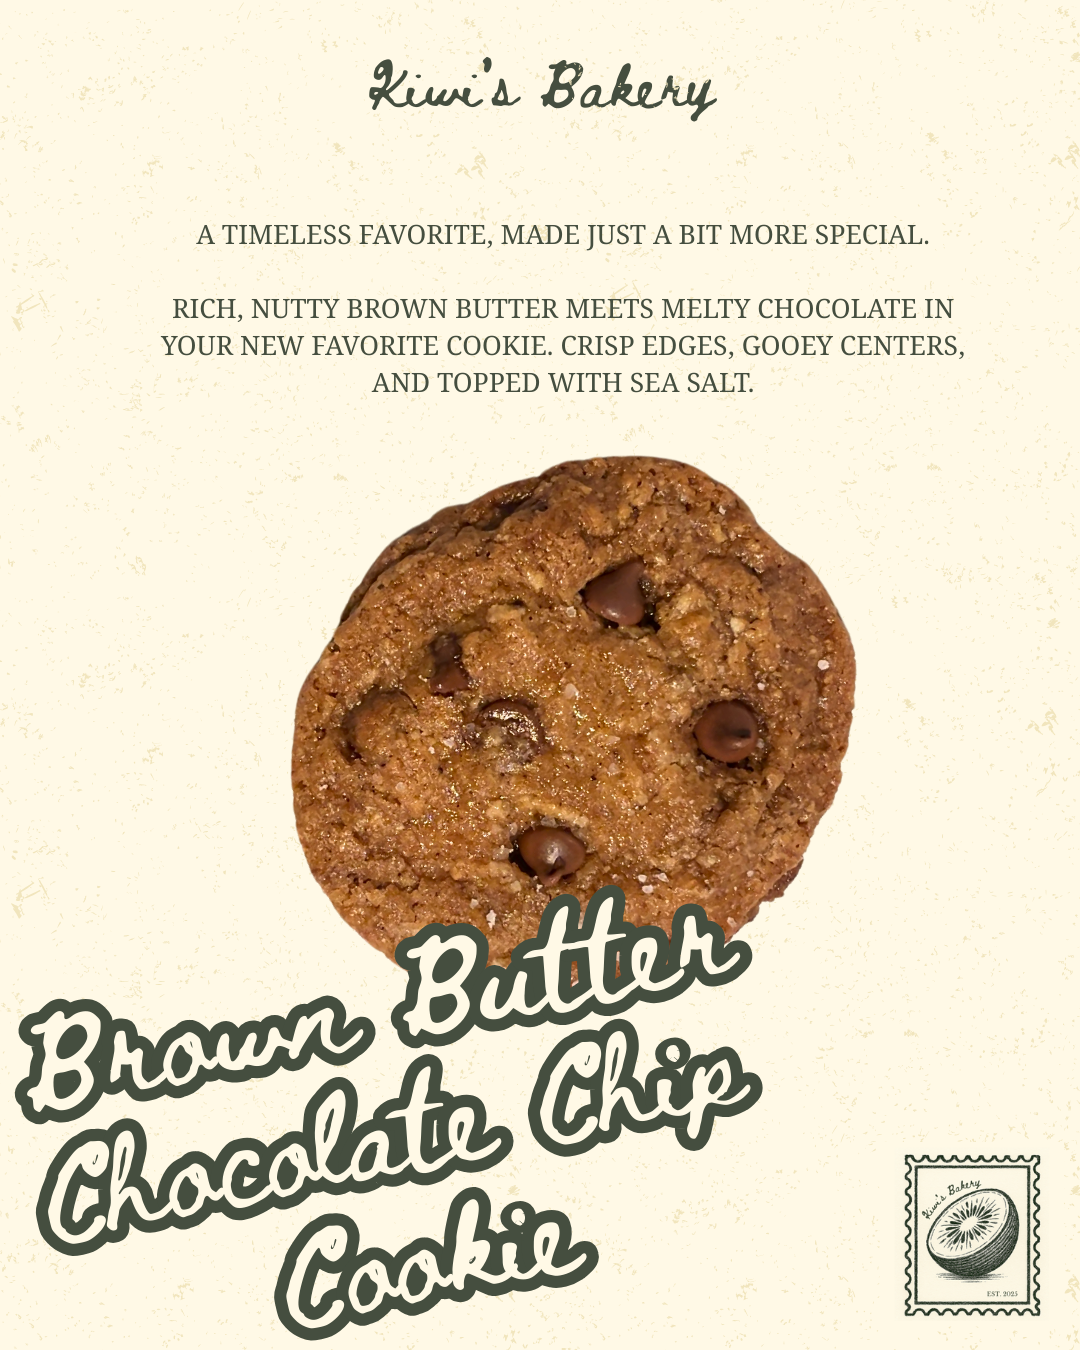 Kiwi's Bakery
A TIMELESS FAVORITE, MADE JUST A BIT MORE SPECIAL.
RICH, NUTTY BROWN BUTTER MEETS MELTY CHOCOLATE IN
YOUR NEW FAVORITE COOKIE. CRISP EDGES, GOOEY CENTERS,
AND TOPPED WITH SEA SALT.
Brown Butter
Chocolate Chip
Cookie
Kiwi's Bakery
EST. 2025